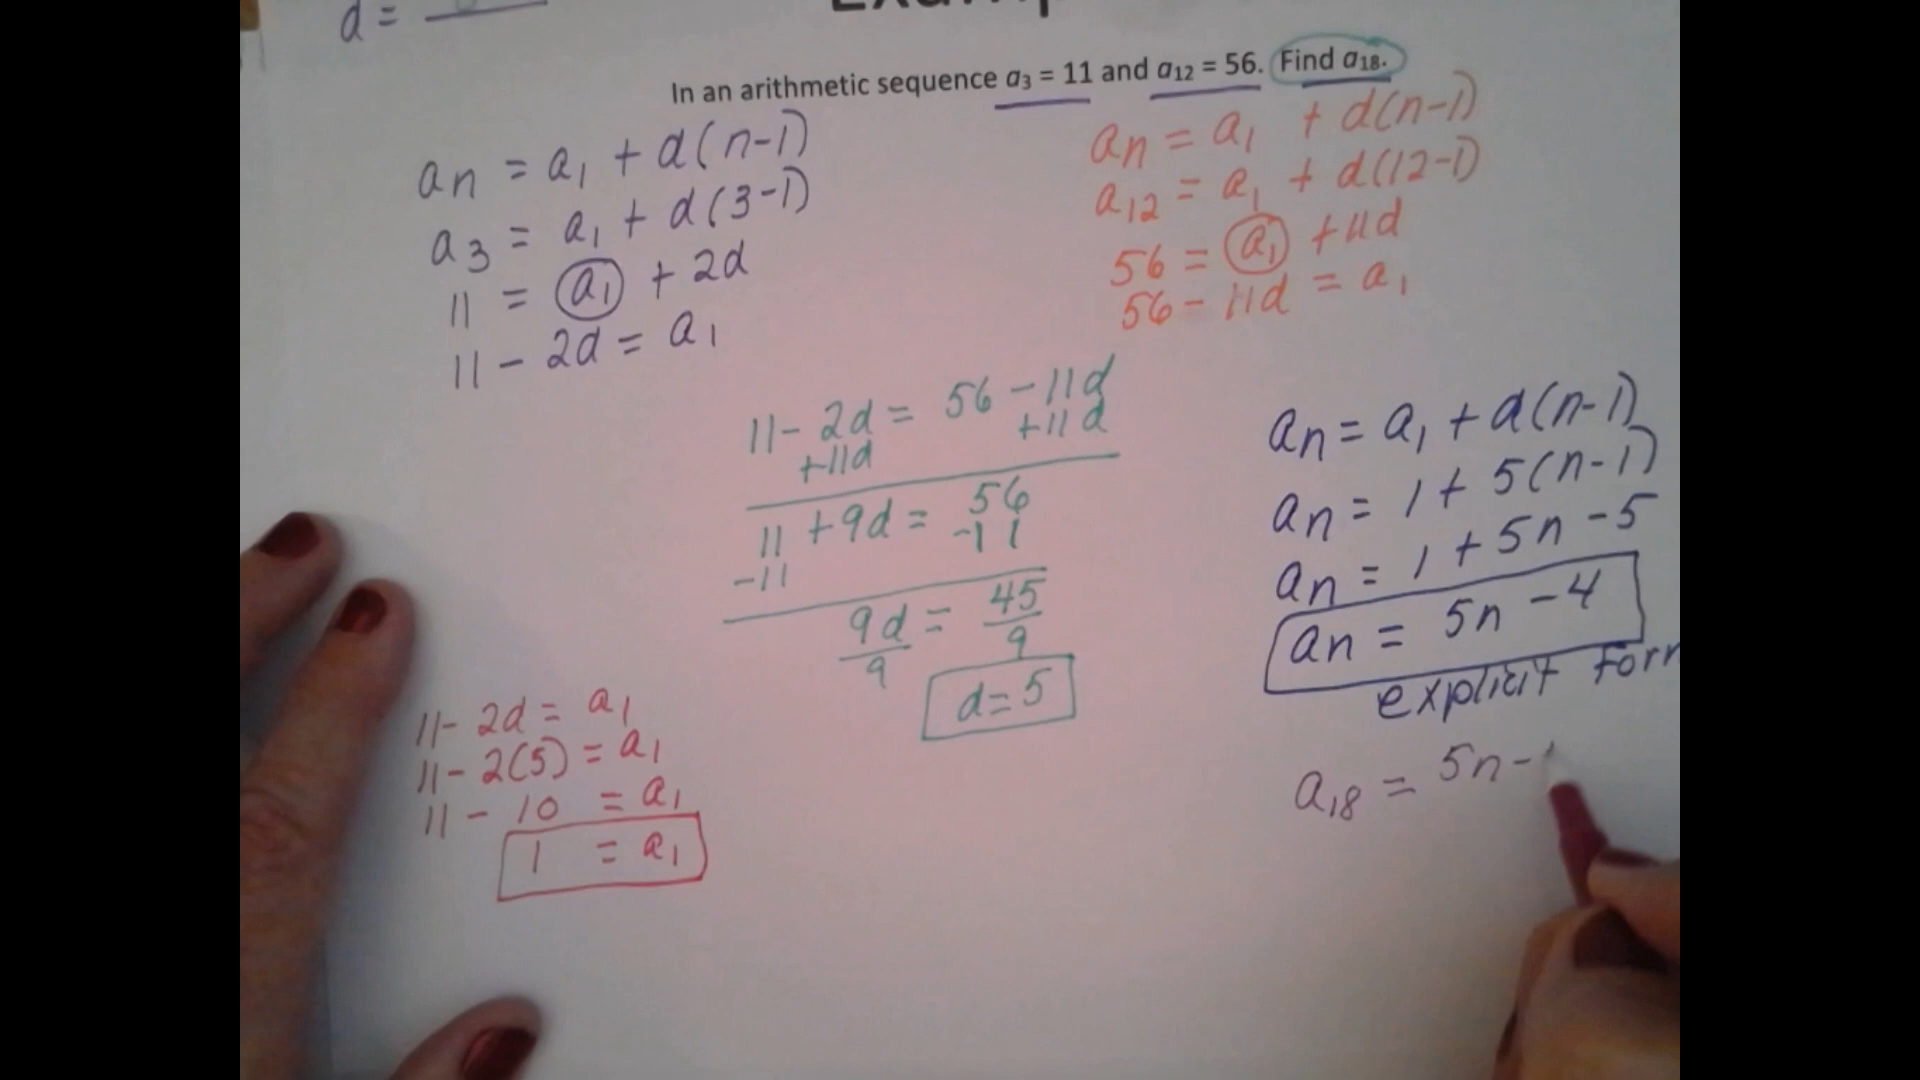 d =
In an arithmetic sequence a₃ = 11 and a₁₂ = 56. Find a₁₈.
an = a₁ + d(n-1)
a₃ = a₁ + d(3-1)
11 = a₁ + 2d
11 - 2d = a₁
an = a₁ + d(n-1)
a₁₂ = a₁ + d(12-1)
56 = a₁ + 11d
56 - 11d = a₁
11 - 2d = 56 - 11d
+11d +11d
11 + 9d = 56
-11 -11
9d = 45
9 9
d = 5
11 - 2d = a₁
11 - 2(5) = a₁
11 - 10 = a₁
1 = a₁
an = a₁ + d(n-1)
an = 1 + 5(n-1)
an = 1 + 5n - 5
an = 5n - 4
explicit
a₁₈ = 5n -